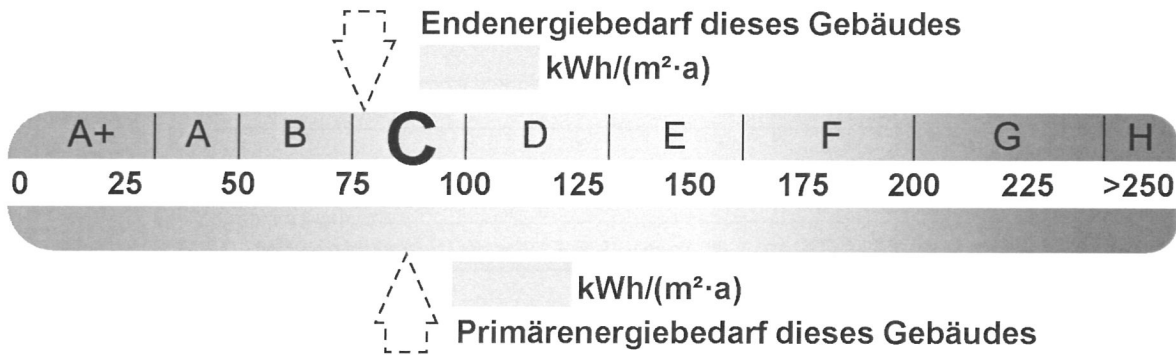 Endenergiebedarf dieses Gebäudes
kWh/(m²·a)
A+ A B C D E F G H
0 25 50 75 100 125 150 175 200 225 >250
kWh/(m²·a)
Primärenergiebedarf dieses Gebäudes